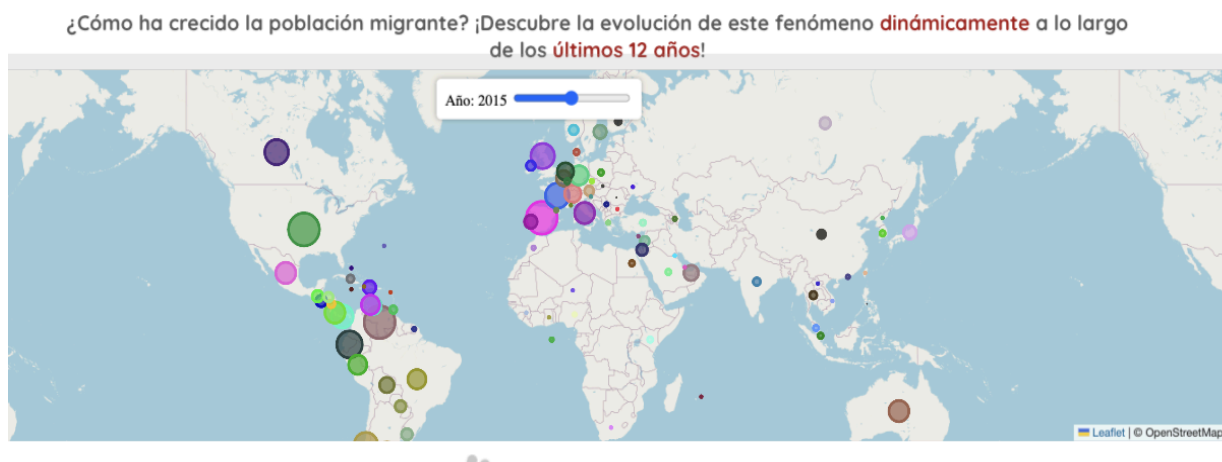 ¿Cómo ha crecido la población migrante? ¡Descubre la evolución de este fenómeno dinámicamente a lo largo
de los últimos 12 años!
Año: 2015
Leaflet | © OpenStreetMap